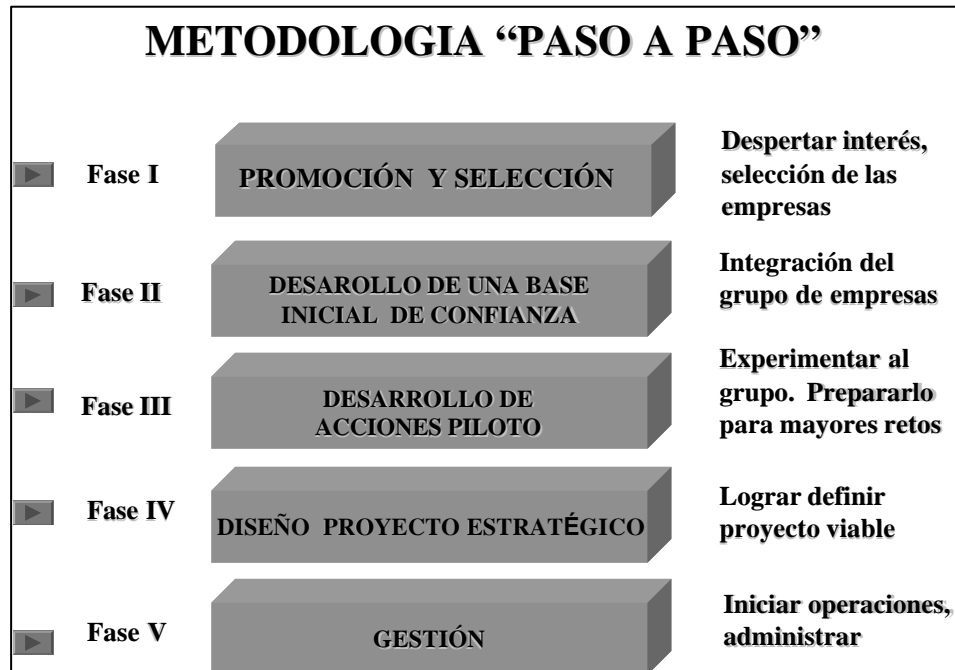 METODOLOGIA “PASO A PASO”
Fase I
PROMOCIÓN Y SELECCIÓN
Despertar interés,
selección de las
empresas
Fase II
DESAROLLO DE UNA BASE
INICIAL DE CONFIANZA
Integración del
grupo de empresas
Fase III
DESARROLLO DE
ACCIONES PILOTO
Experimentar al
grupo. Prepararlo
para mayores retos
Fase IV
DISEÑO PROYECTO ESTRATÉGICO
Lograr definir
proyecto viable
Fase V
GESTIÓN
Iniciar operaciones,
administrar